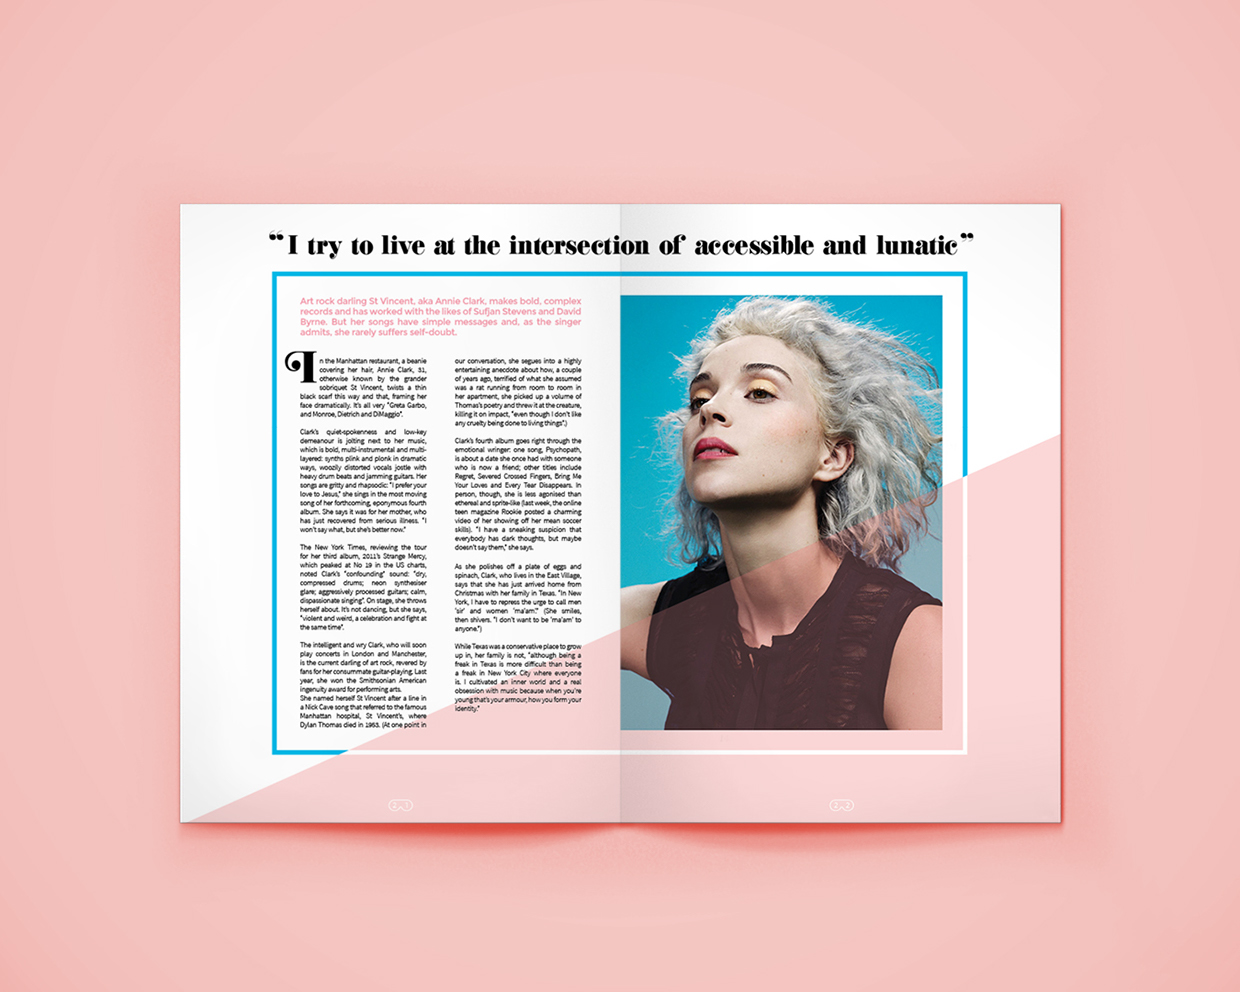 “I try to live at the intersection of accessible and lunatic”
Art rock darling St Vincent, aka Annie Clark, makes bold, complex
records and has worked with the likes of Sufjan Stevens and David
Byrne. But her songs have simple messages and, as the singer
admits, she rarely suffers self-doubt.
In the Manhattan restaurant, a beanie
covering her hair, Annie Clark, 31,
otherwise known by the grander
sobriquet St Vincent, twists a thin
black scarf this way and that, framing her
face dramatically. It's all very "Greta Garbo,
and Monroe, Dietrich and DiMaggio".
Clark's quiet-spokenness and low-key
demeanour is jolting next to her music,
which is bold, multi-instrumental and multi-
layered: synths plink and plonk in dramatic
ways, woozily distorted vocals jostle with
heavy drum beats and jamming guitars. Her
songs are gritty and rhapsodic: "I prefer your
love to Jesus," she sings in the most moving
song of her forthcoming, eponymous fourth
album. She says it was for her mother, who
has just recovered from serious illness. "I
won't say what, but she's better now."
The New York Times, reviewing the tour
for her third album, 2011's Strange Mercy,
which peaked at No 19 in the US charts,
noted Clark's "confounding" sound: "dry,
compressed drums; neon synthesiser
glare; aggressively processed guitars; calm,
dispassionate singing". On stage, she throws
herself about. It's not dancing, but she says,
"violent and weird, a celebration and fight at
the same time".
The intelligent and wry Clark, who will soon
play concerts in London and Manchester,
is the current darling of art rock, revered by
fans for her consummate guitar-playing. Last
year, she won the Smithsonian American
ingenuity award for performing arts.
She named herself St Vincent after a line in
a Nick Cave song that referred to the famous
Manhattan hospital, St Vincent's, where
Dylan Thomas died in 1953. (At one point in
our conversation, she segues into a highly
entertaining anecdote about how, a couple
of years ago, terrified of what she assumed
was a rat running from room to room in
her apartment, she picked up a volume of
Thomas's poetry and threw it at the creature,
killing it on impact, "even though I don't like
any cruelty being done to living things".)
Clark's fourth album goes right through the
emotional wringer: one song, Psychopath,
is about a date she once had with someone
who is now a friend; other titles include
Regret, Severed Crossed Fingers, Bring Me
Your Loves and Every Tear Disappears. In
person, though, she is less agonised than
ethereal and sprite-like (last week, the online
teen magazine Rookie posted a charming
video of her showing off her mean soccer
skills). "I have a sneaking suspicion that
everybody has dark thoughts, but maybe
doesn't say them," she says.
As she polishes off a plate of eggs and
spinach, Clark, who lives in the East Village,
says that she has just arrived home from
Christmas with her family in Texas. "In New
York, I have to repress the urge to call men
'sir' and women 'ma'am'." (She smiles,
then shivers. "I don't want to be 'ma'am' to
anyone.")
While Texas was a conservative place to grow
up in, her family is not, "although being a
freak in Texas is more difficult than being
a freak in New York City where everyone
is. I cultivated an inner world and a real
obsession with music because when you're
young that's your armour, how you form your
identity."